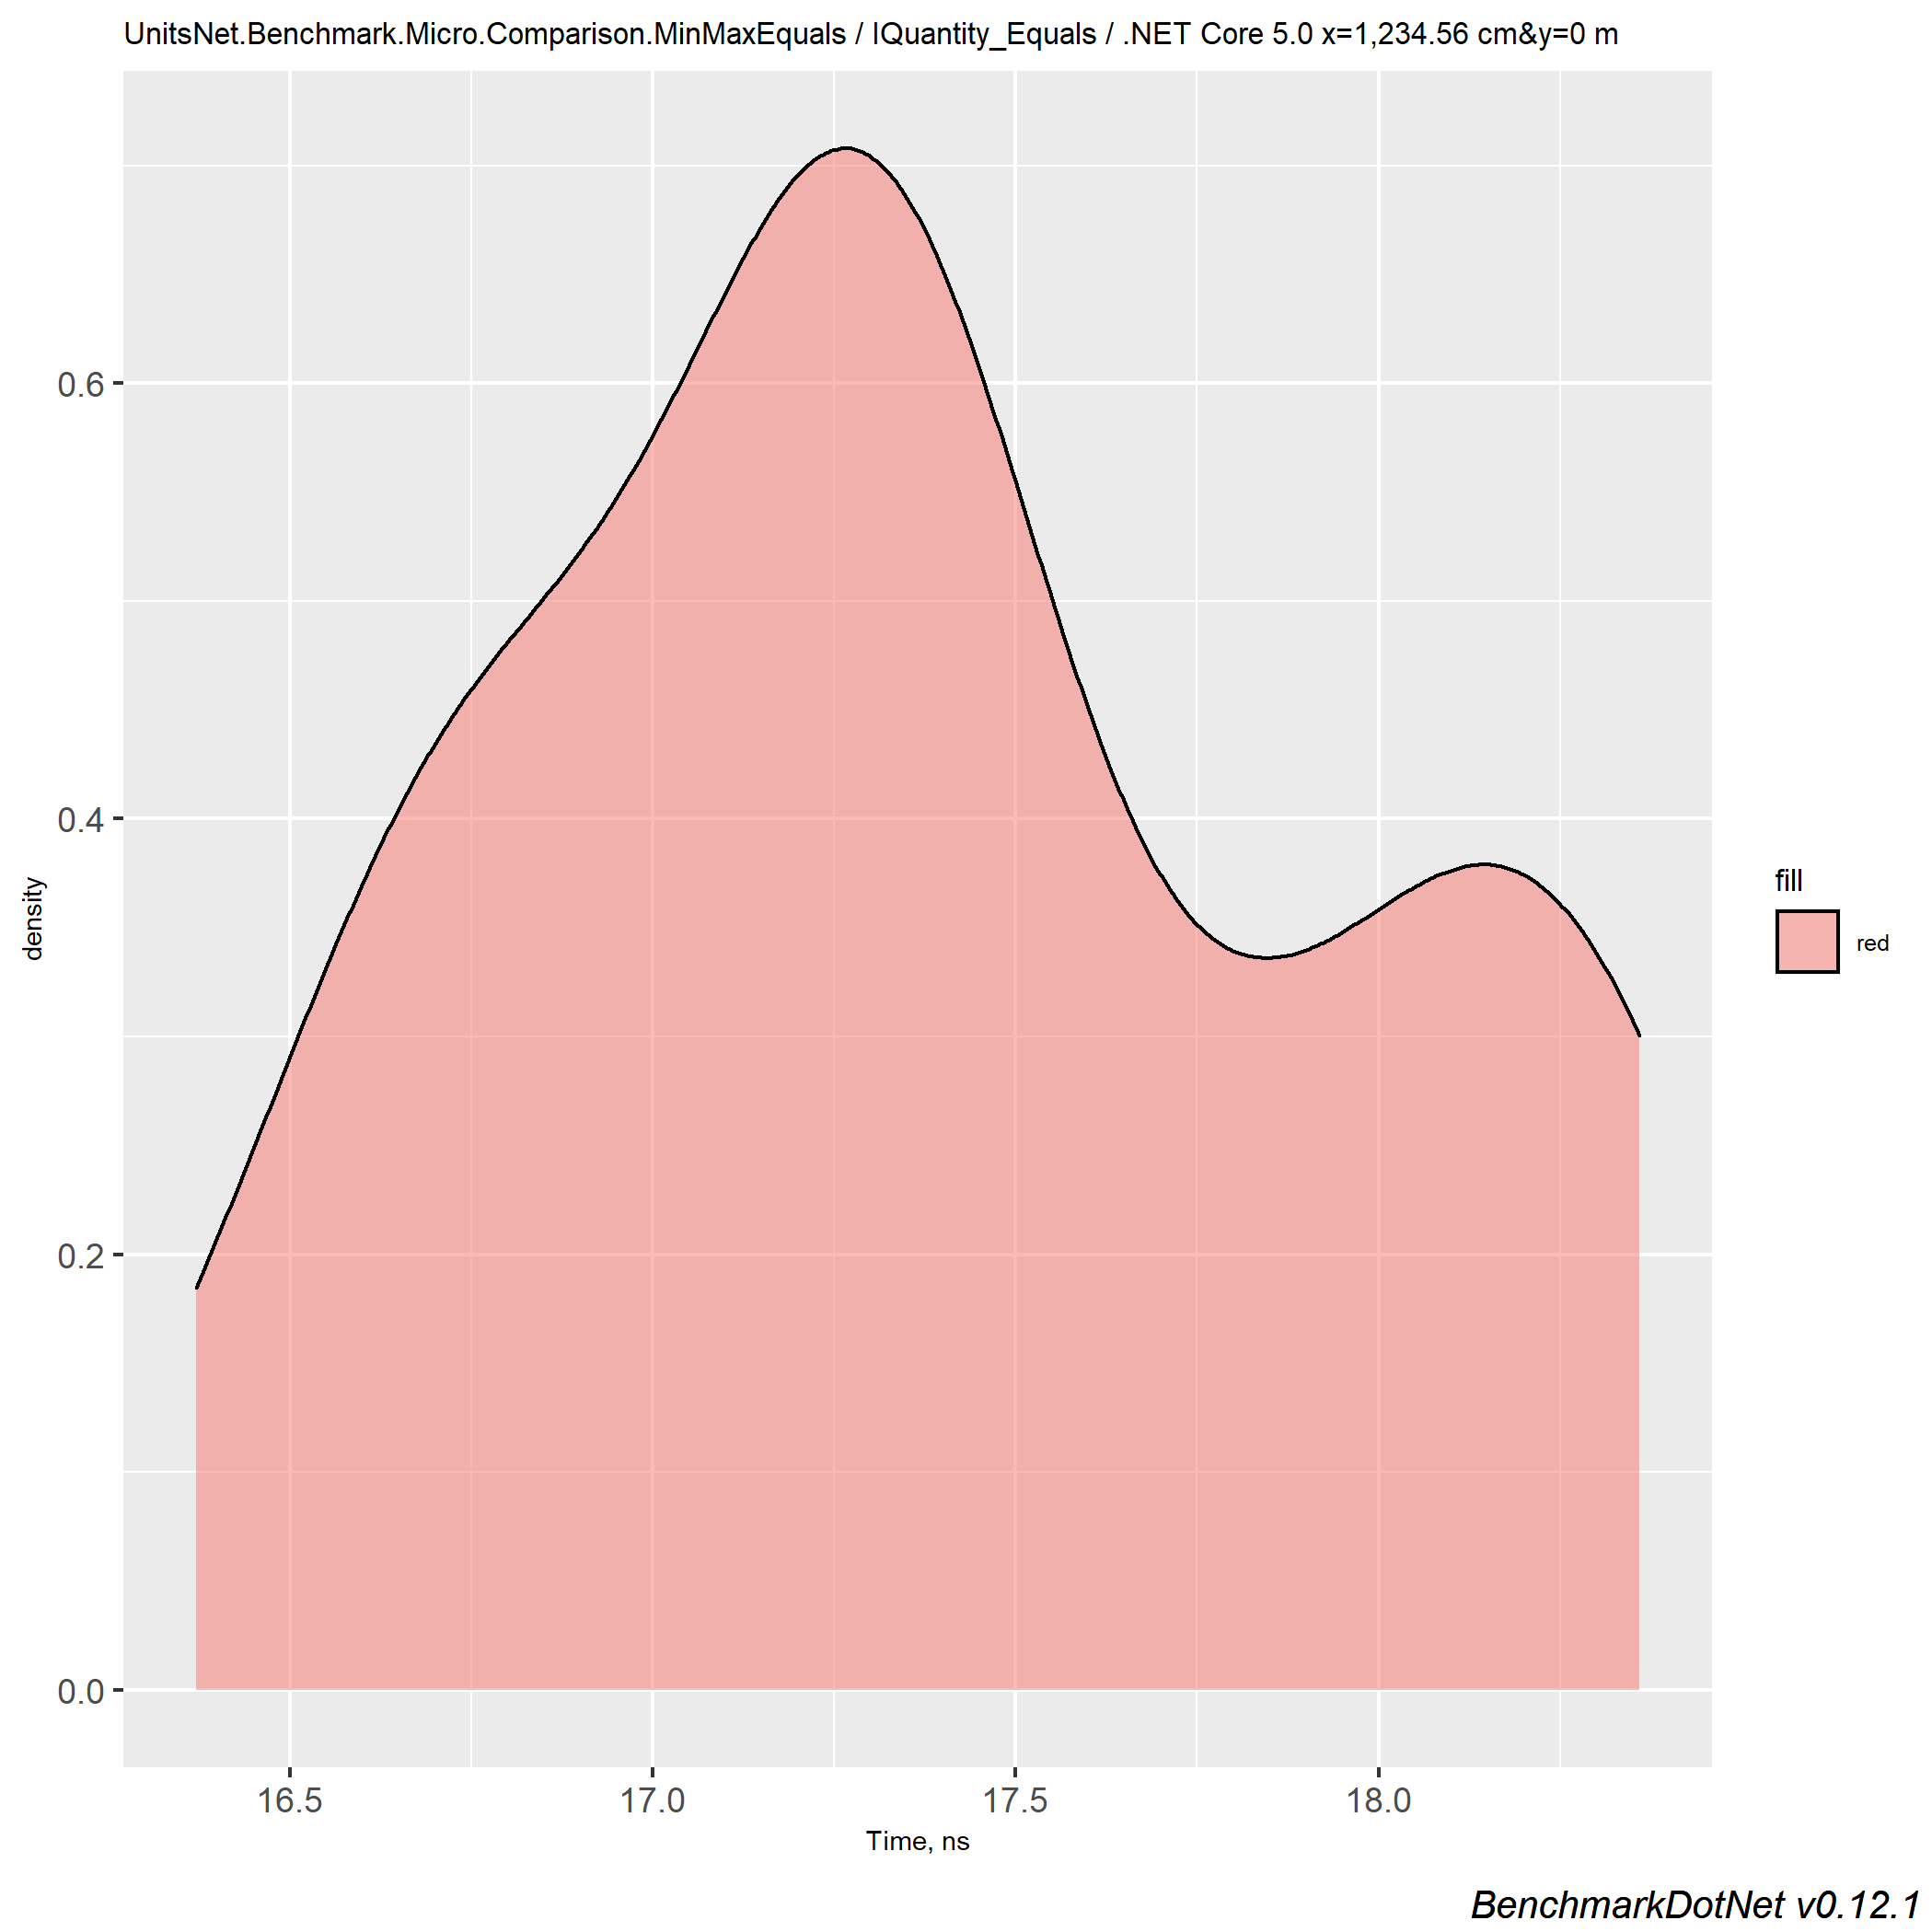 UnitsNet.Benchmark.Micro.Comparison.MinMaxEquals / IQuantity_Equals / .NET Core 5.0 x=1,234.56 cm&y=0 m
0.6
0.4
0.2
0.0
density
16.5 17.0 17.5 18.0
Time, ns
fill
red
BenchmarkDotNet v0.12.1